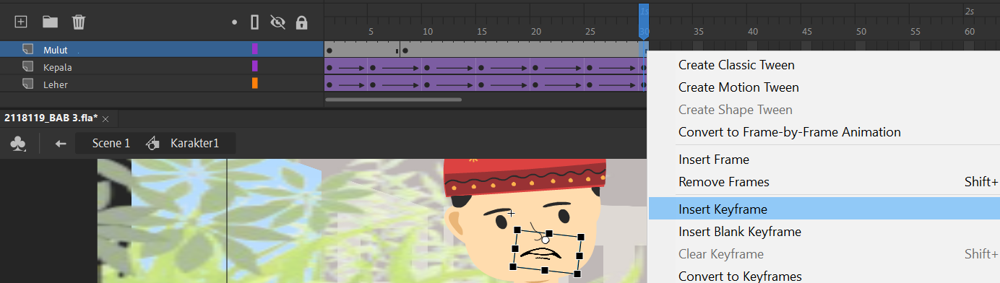 1s 2s
5 10 15 20 25 30 35 40 45 50 55 60
Mulut
Kepala
Leher
2118119_BAB 3.fla* ×
Scene 1 Karakter1
Create Classic Tween
Create Motion Tween
Create Shape Tween
Convert to Frame-by-Frame Animation
Insert Frame
Remove Frames Shift+
Insert Keyframe
Insert Blank Keyframe
Clear Keyframe Shift+
Convert to Keyframes